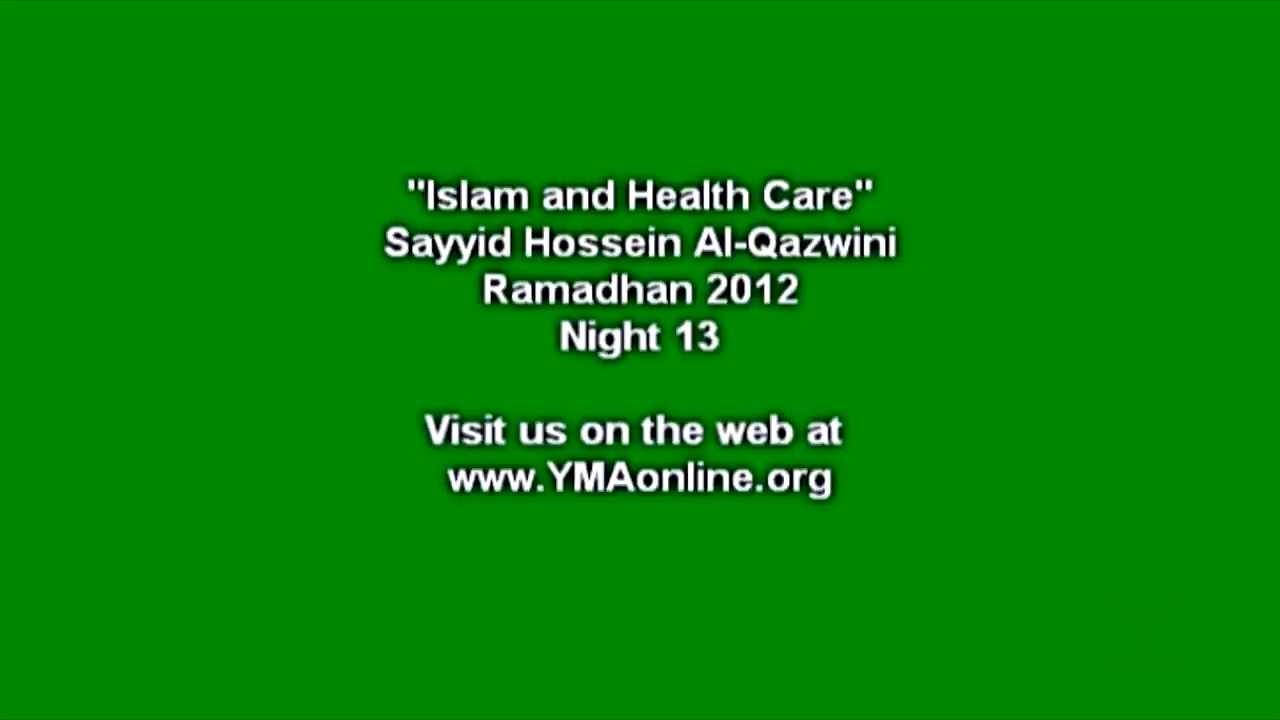 "Islam and Health Care"
Sayyid Hossein Al-Qazwini
Ramadhan 2012
Night 13
Visit us on the web at
www.YMAonline.org